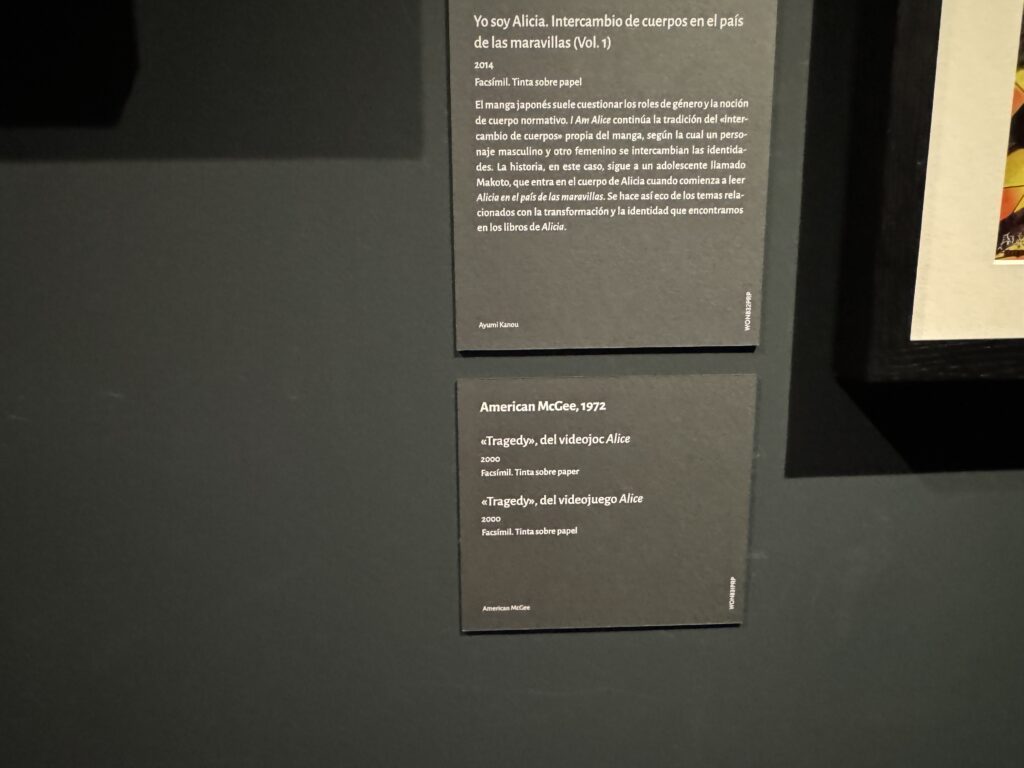 Yo soy Alicia. Intercambio de cuerpos en el país
de las maravillas (Vol. 1)
2014
Facsímil. Tinta sobre papel
El manga japonés suele cuestionar los roles de género y la noción
de cuerpo normativo. I Am Alice continúa la tradición del «inter-
cambio de cuerpos» propia del manga, según la cual un perso-
naje masculino y otro femenino se intercambian las identida-
des. La historia, en este caso, sigue a un adolescente llamado
Makoto, que entra en el cuerpo de Alicia cuando comienza a leer
Alicia en el país de las maravillas. Se hace así eco de los temas rela-
cionados con la transformación y la identidad que encontramos
en los libros de Alicia.
Ayumi Kanou
WONB32PRP
American McGee, 1972
«Tragedy», del videojoc Alice
2000
Facsímil. Tinta sobre paper
«Tragedy», del videojuego Alice
2000
Facsímil. Tinta sobre papel
American McGee
WONB31PRP